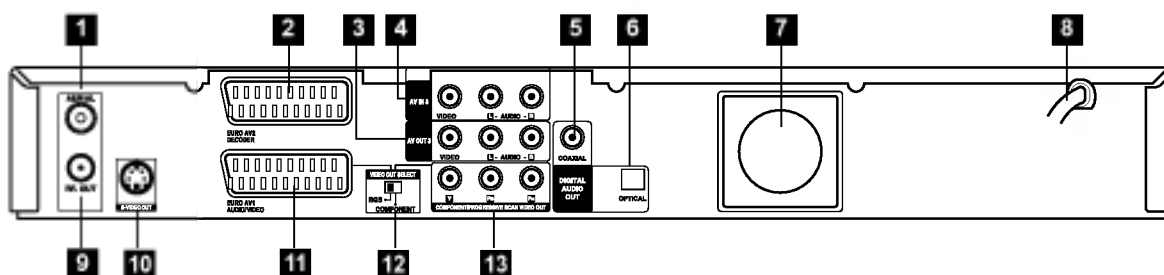 1
2
3
4
5
6
7
8
AERIAL
RF. OUT
S-VIDEO OUT
EURO AV2
DECODER
EURO AV1
AUDIO/VIDEO
AV IN 3
VIDEO
L - AUDIO - R
AV OUT 3
VIDEO
L - AUDIO - R
COAXIAL
DIGITAL
AUDIO
OUT
OPTICAL
VIDEO OUT SELECT
RGB
COMPONENT
Y
COMPONENT/PROGRESSIVE SCAN VIDEO OUT
9
10
11
12
13